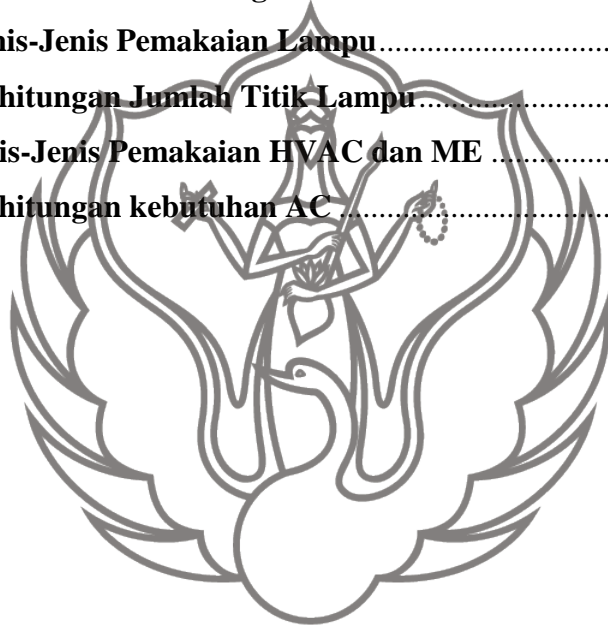 nis-Jenis Pemakaian Lampu..............................
hitungan Jumlah Titik Lampu.........................
is-Jenis Pemakaian HVAC dan ME ................
hitungan kebutuhan AC ...................................